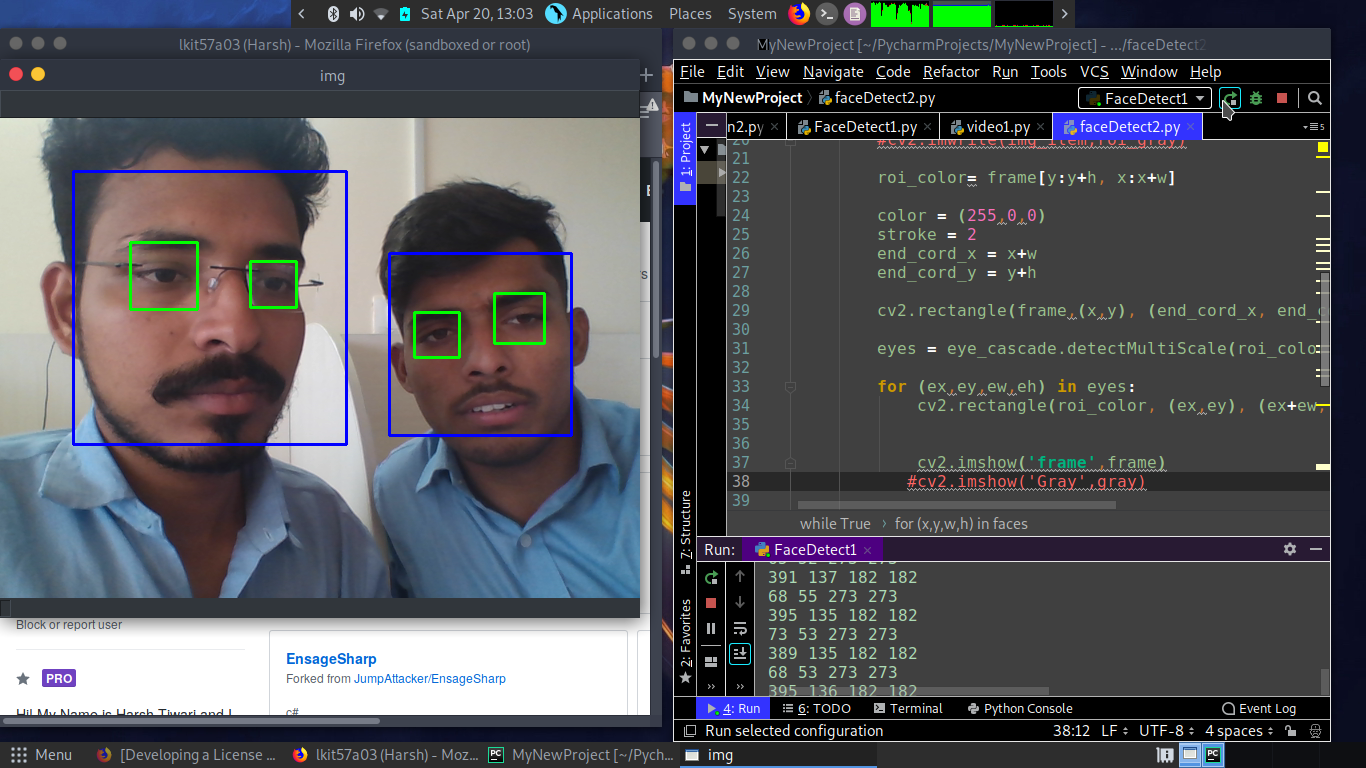 Sat Apr 20, 13:03
Applications
Places
System
lkit57a03 (Harsh) - Mozilla Firefox (sandboxed or root)
img
Block or report user
PRO
EnsageSharp
Forked from JumpAttacker/EnsageSharp
c#
Hi! My Name is Harsh Tiwari and I
MyNewProject [~/PycharmProjects/MyNewProject] - .../faceDetect2
File Edit View Navigate Code Refactor Run Tools VCS Window Help
MyNewProject
faceDetect2.py
FaceDetect1
n2.py
FaceDetect1.py
video1.py
faceDetect2.py
1: Project
7: Structure
2: Favorites
20 #cv2.imwrite(img_item,roi_gray)
21
22 roi_color= frame[y:y+h, x:x+w]
23
24 color = (255,0,0)
25 stroke = 2
26 end_cord_x = x+w
27 end_cord_y = y+h
28
29 cv2.rectangle(frame,(x,y), (end_cord_x, end_c
30
31 eyes = eye_cascade.detectMultiScale(roi_colo
32
33 for (ex,ey,ew,eh) in eyes:
34 cv2.rectangle(roi_color, (ex,ey), (ex+ew,
35
36
37 cv2.imshow('frame',frame)
38 #cv2.imshow('Gray',gray)
39
while True › for (x,y,w,h) in faces
Run:
FaceDetect1
391 137 182 182
68 55 273 273
395 135 182 182
73 53 273 273
389 135 182 182
68 53 273 273
395 136 182 182
4: Run
6: TODO
Terminal
Python Console
Event Log
Run selected configuration
38:12 LF UTF-8 4 spaces
Menu
[Developing a License ...
lkit57a03 (Harsh) - Moz...
MyNewProject [~/Pych...
img